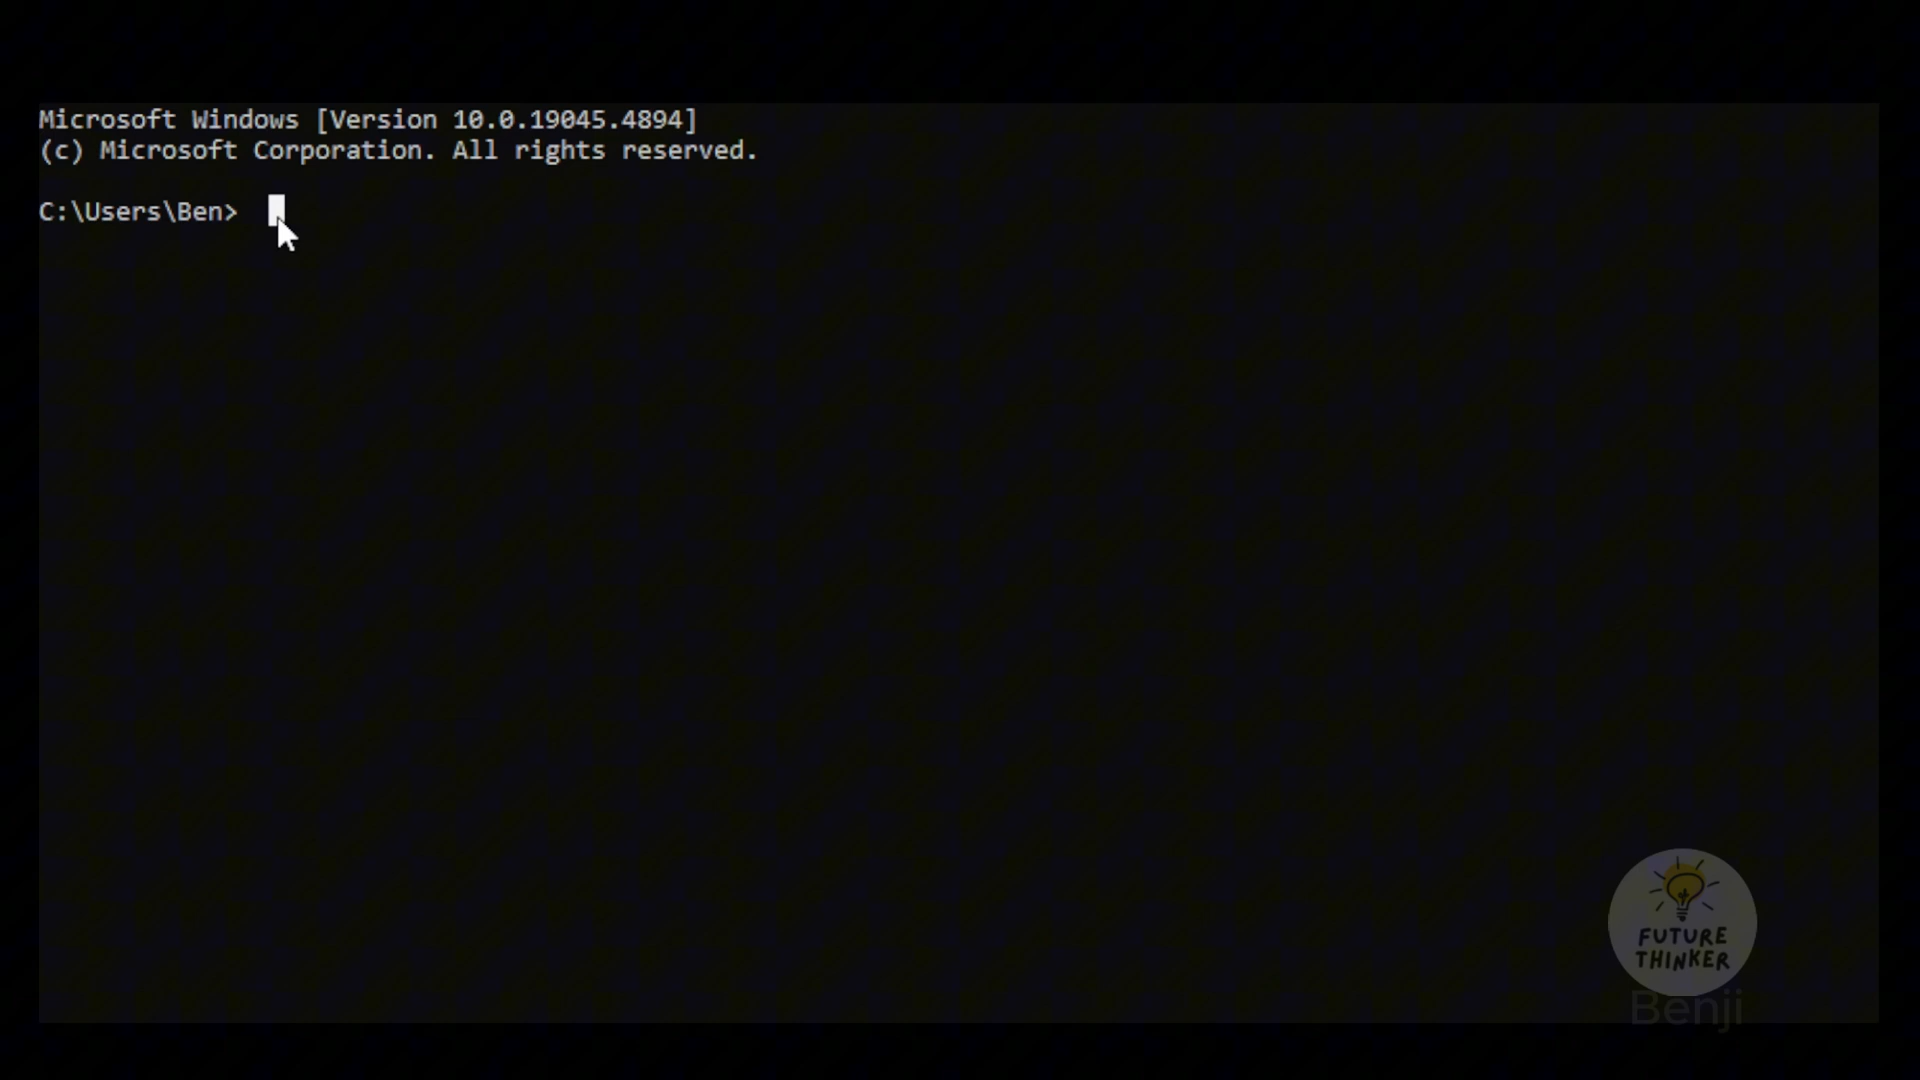 Microsoft Windows [Version 10.0.19045.4894]
(c) Microsoft Corporation. All rights reserved.
C:\Users\Ben>
FUTURE
THINKER
Benji